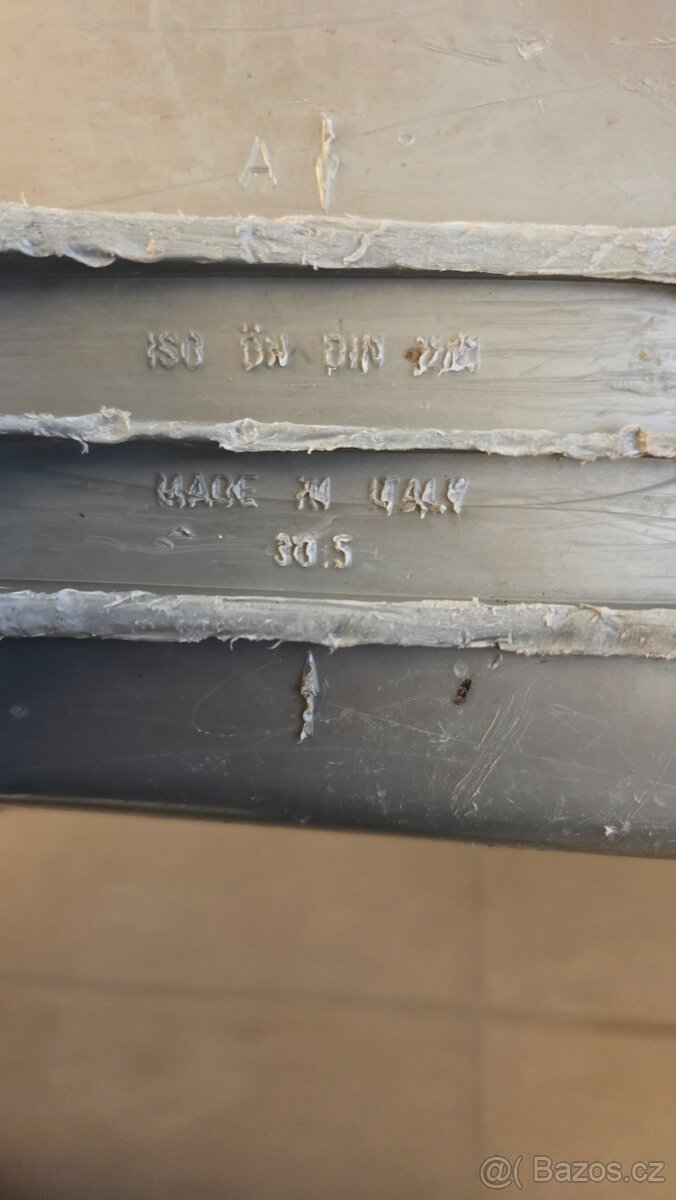 A
ISO ÖN DIN
MADE IN ITALY
30.5
@( Bazos.cz